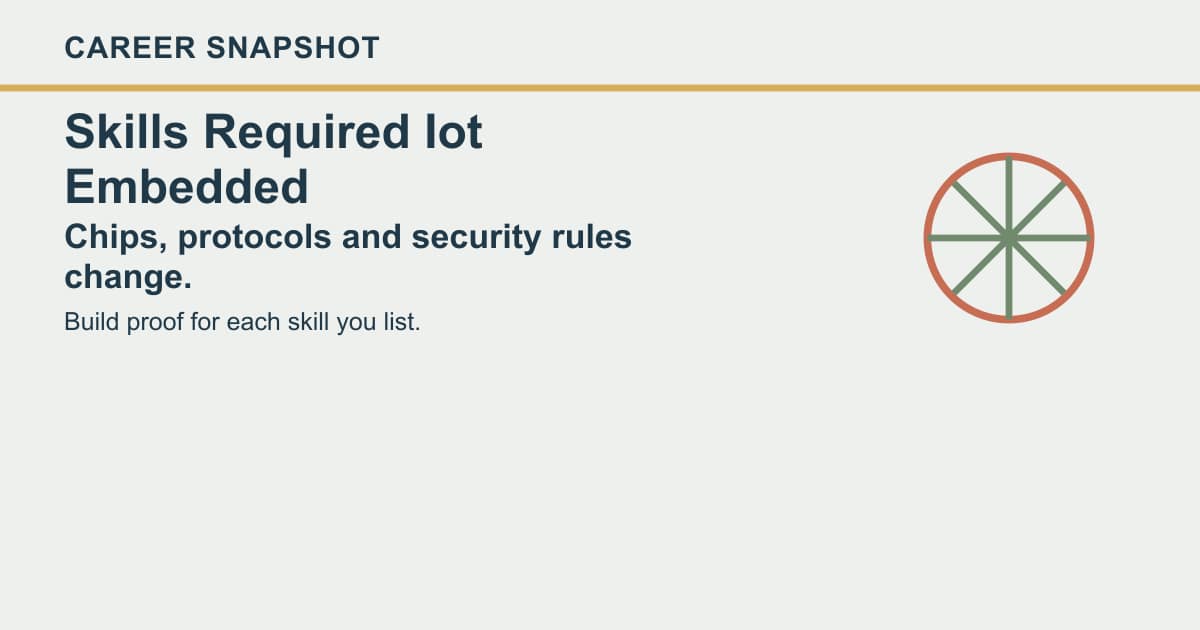 CAREER SNAPSHOT
Skills Required Iot
Embedded
Chips, protocols and security rules
change.
Build proof for each skill you list.